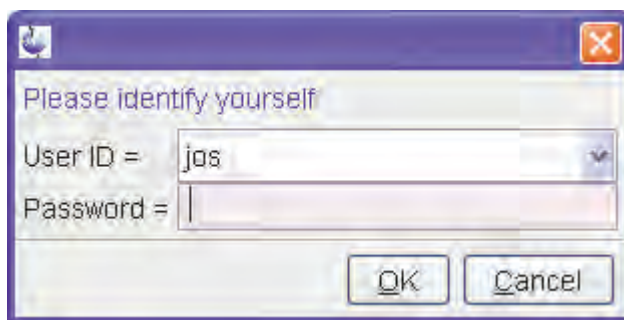 Please identify yourself
User ID = jos
Password =
OK Cancel